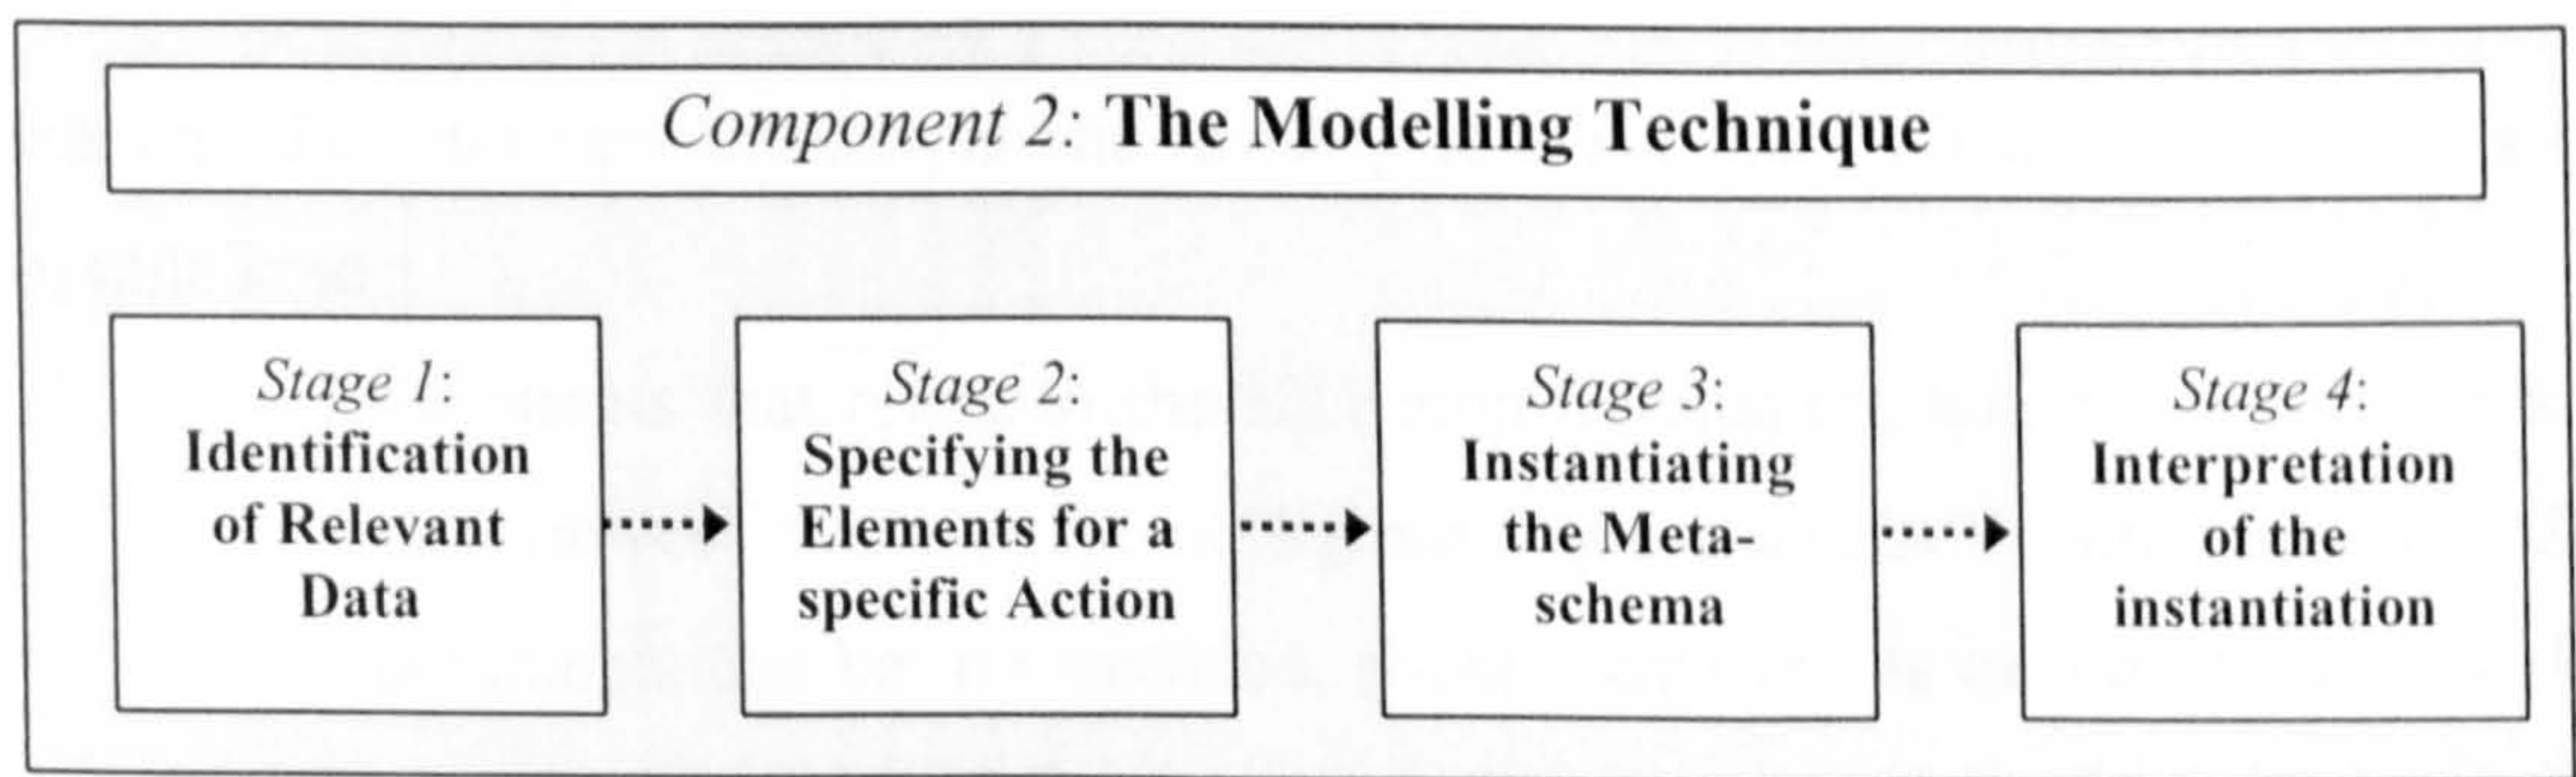 Component 2: The Modelling Technique
Stage 1:
Identification
of Relevant
Data
Stage 2:
Specifying the
Elements for a
specific Action
Stage 3:
Instantiating
the Meta-
schema
Stage 4:
Interpretation
of the
instantiation